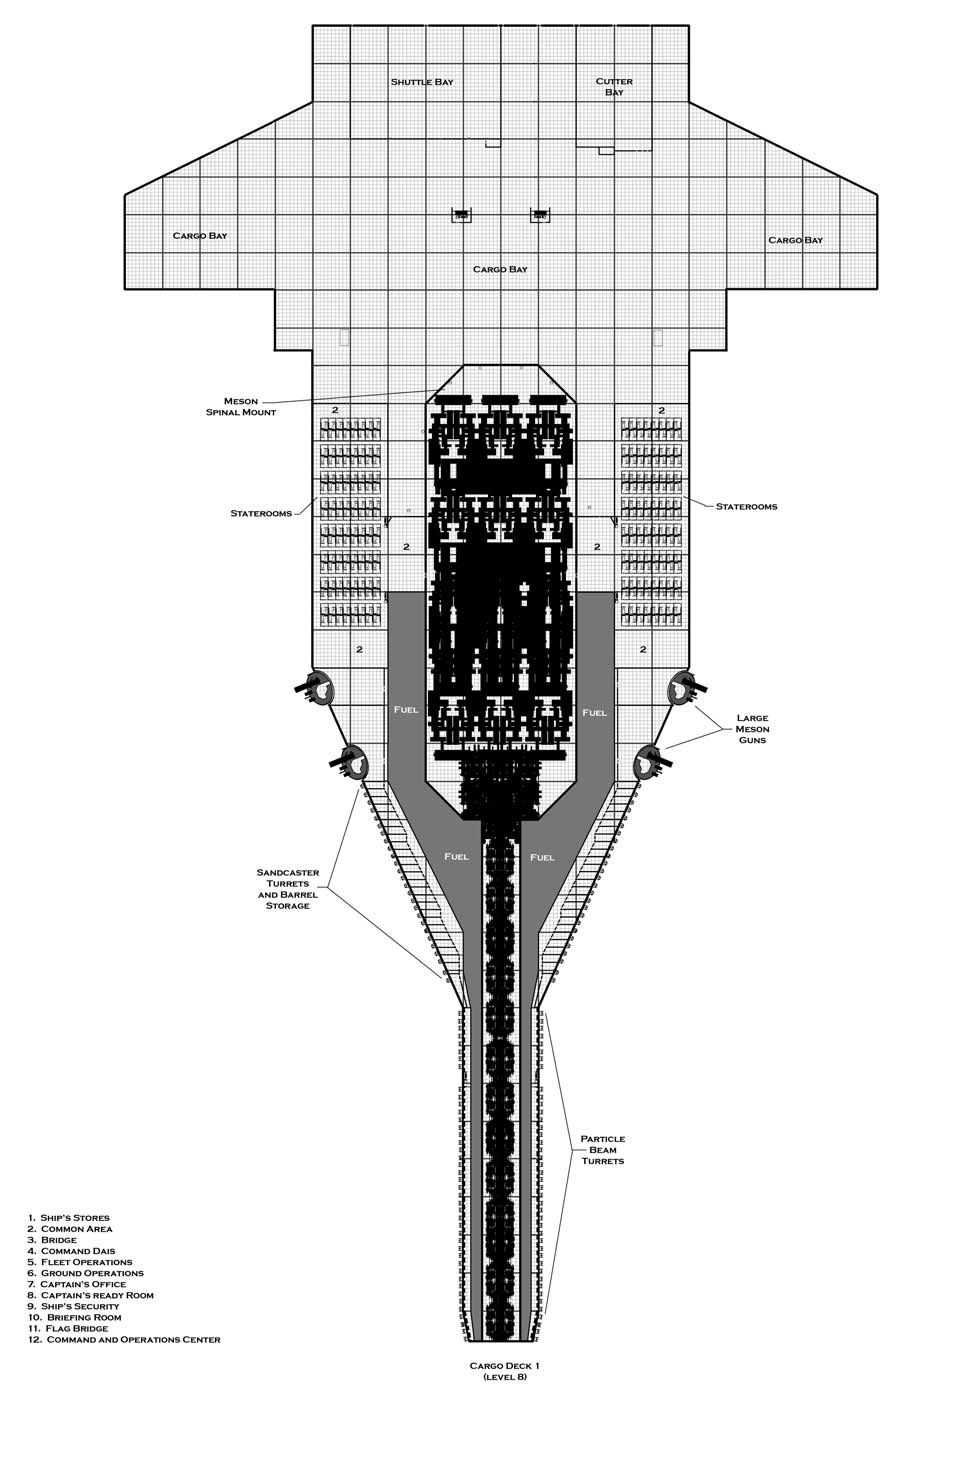 Shuttle Bay
Cutter
Bay
Cargo Bay
Cargo Bay
Cargo Bay
Meson
Spinal Mount
2
2
Staterooms
Staterooms
2
2
2
2
Fuel
Fuel
Large
Meson
Guns
Fuel
Fuel
Sandcaster
Turrets
and Barrel
Storage
Particle
Beam
Turrets
1. Ship's Stores
2. Common Area
3. Bridge
4. Command Dais
5. Fleet Operations
6. Ground Operations
7. Captain's Office
8. Captain's ready Room
9. Ship's Security
10. Briefing Room
11. Flag Bridge
12. Command and Operations Center
Cargo Deck 1
(level 8)